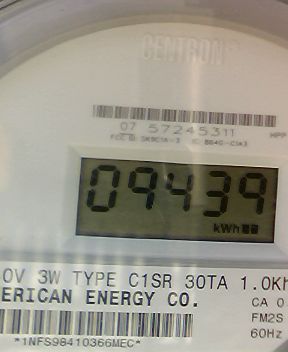 CENTRON
07 57245311
09439
kWh
0V 3W TYPE C1SR 30TA 1.0Kh
ERICAN ENERGY CO.
CA 0
FM2S
60Hz
*1NFS98410366MEC*